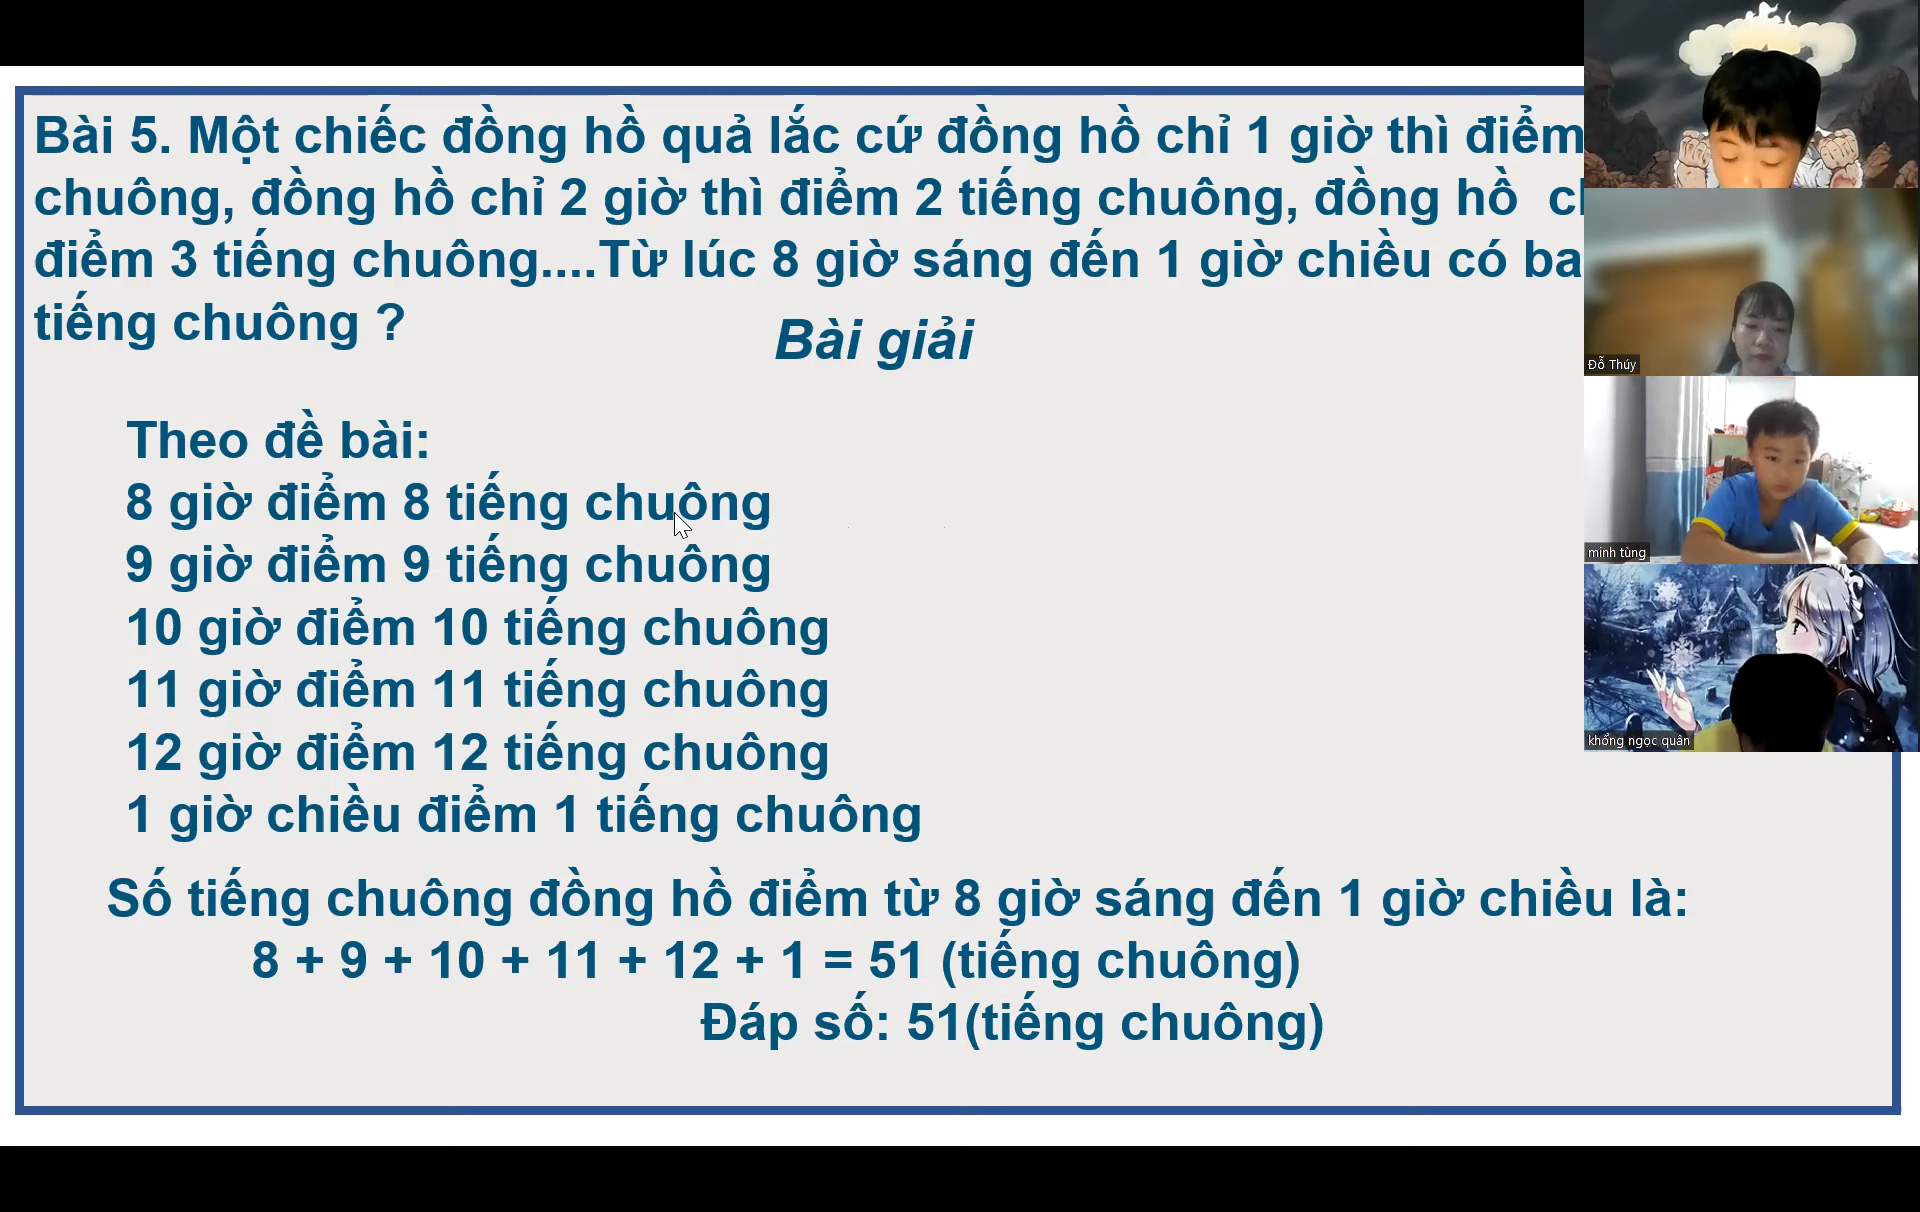 Bài 5. Một chiếc đồng hồ quả lắc cứ đồng hồ chỉ 1 giờ thì điểm
chuông, đồng hồ chỉ 2 giờ thì điểm 2 tiếng chuông, đồng hồ
điểm 3 tiếng chuông....Từ lúc 8 giờ sáng đến 1 giờ chiều có ba
tiếng chuông ?
Bài giải
Theo đề bài:
8 giờ điểm 8 tiếng chuông
9 giờ điểm 9 tiếng chuông
10 giờ điểm 10 tiếng chuông
11 giờ điểm 11 tiếng chuông
12 giờ điểm 12 tiếng chuông
1 giờ chiều điểm 1 tiếng chuông
Số tiếng chuông đồng hồ điểm từ 8 giờ sáng đến 1 giờ chiều là:
8 + 9 + 10 + 11 + 12 + 1 = 51 (tiếng chuông)
Đáp số: 51(tiếng chuông)
Đỗ Thúy
minh tùng
khổng ngọc quân